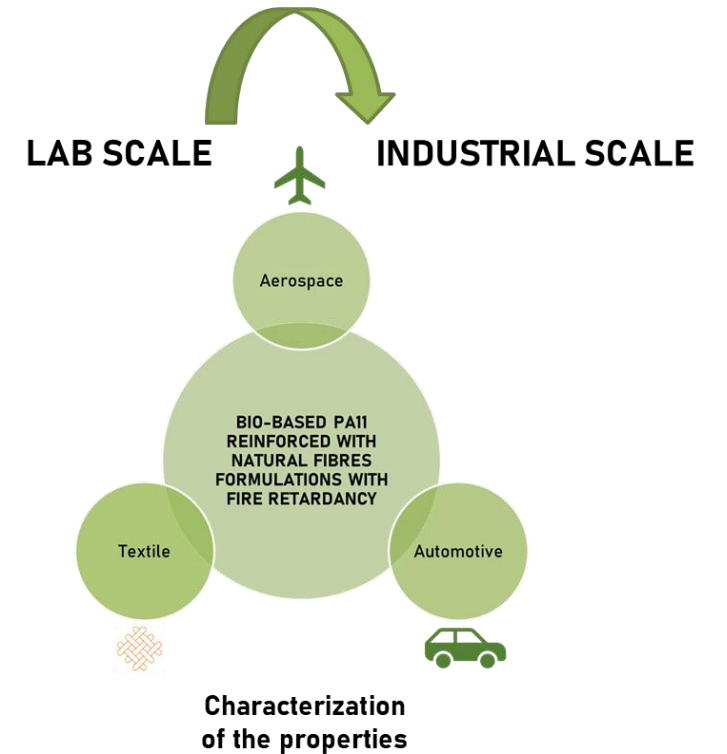 LAB SCALE
INDUSTRIAL SCALE
Aerospace
BIO-BASED PA11
REINFORCED WITH
NATURAL FIBRES
FORMULATIONS WITH
FIRE RETARDANCY
Textile
Automotive
Characterization
of the properties